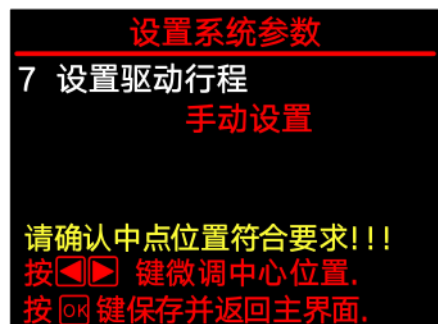 设置系统参数
7 设置驱动行程
手动设置
请确认中点位置符合要求!!!
按◀▶ 键微调中心位置.
按OK键保存并返回主界面.